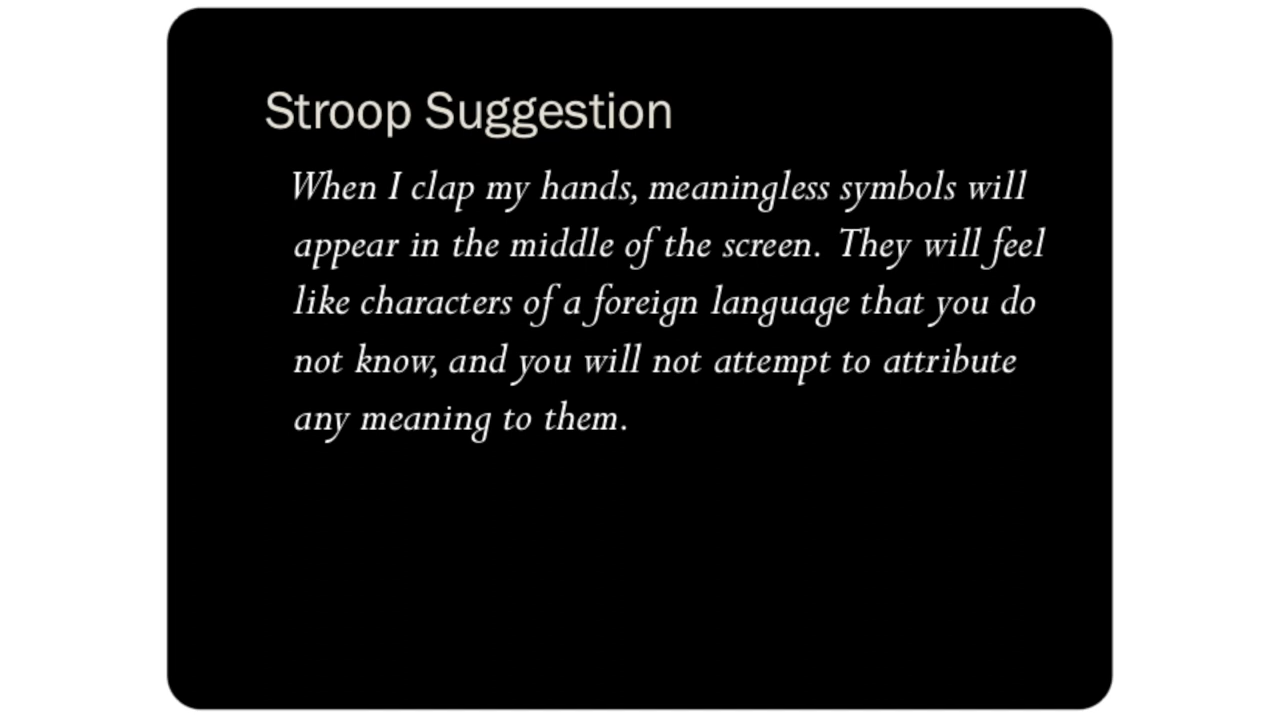 Stroop Suggestion
When I clap my hands, meaningless symbols will
appear in the middle of the screen. They will feel
like characters of a foreign language that you do
not know, and you will not attempt to attribute
any meaning to them.